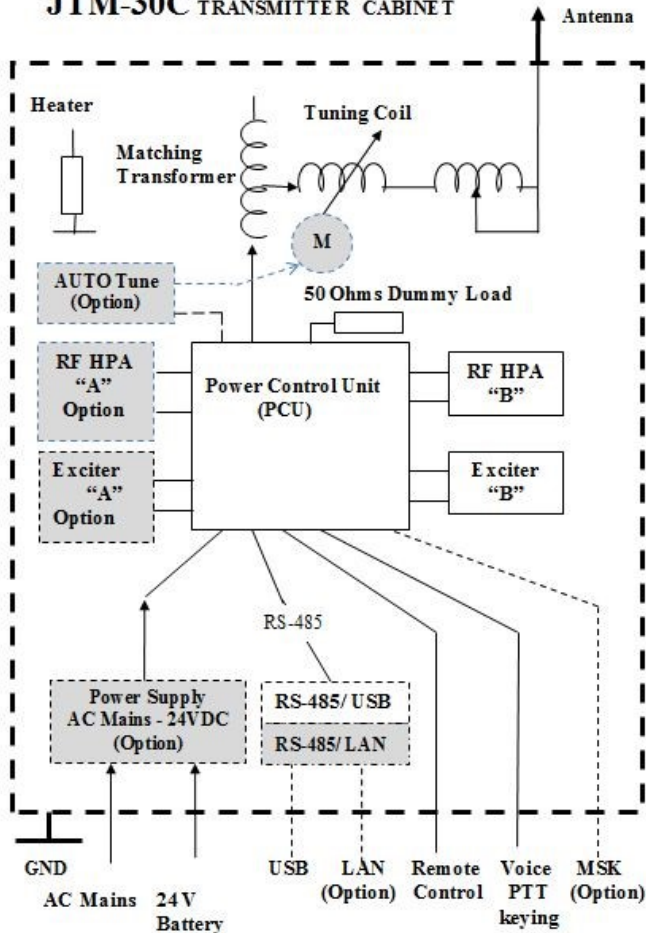 JTM-30C TRANSMITTER CABINET
Antenna
Heater
Tuning Coil
Matching
Transformer
M
AUTO Tune
(Option)
50 Ohms Dummy Load
RF HPA
“A”
Option
Power Control Unit
(PCU)
RF HPA
“B”
Exciter
“A”
Option
Exciter
“B”
RS-485
Power Supply
AC Mains - 24VDC
(Option)
RS-485/ USB
RS-485/ LAN
GND
AC Mains
24 V
Battery
USB
LAN
(Option)
Remote
Control
Voice
PTT
keying
MSK
(Option)